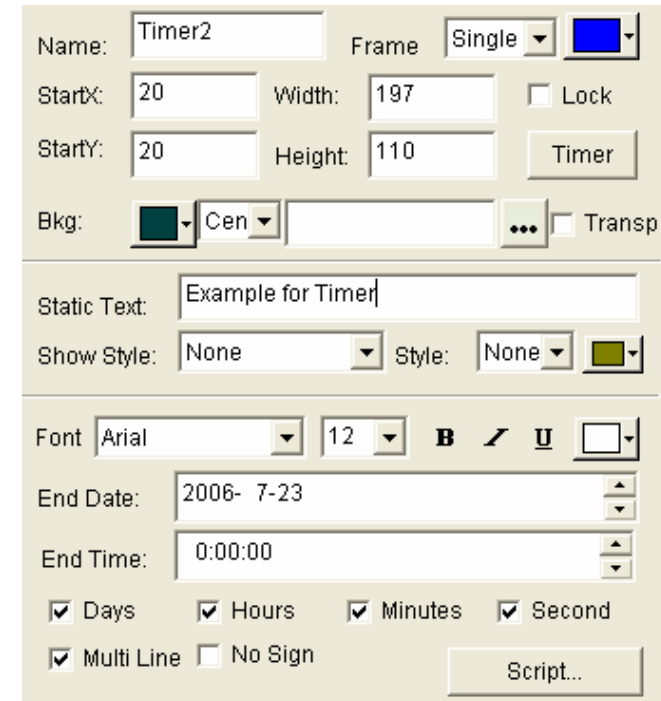 Name: Timer2 Frame Single
StartX: 20 Width: 197 Lock
StartY: 20 Height: 110 Timer
Bkg: Cen ... Transp
Static Text: Example for Timer
Show Style: None Style: None
Font Arial 12 B I U
End Date: 2006- 7-23
End Time: 0:00:00
Days Hours Minutes Second
Multi Line No Sign Script...